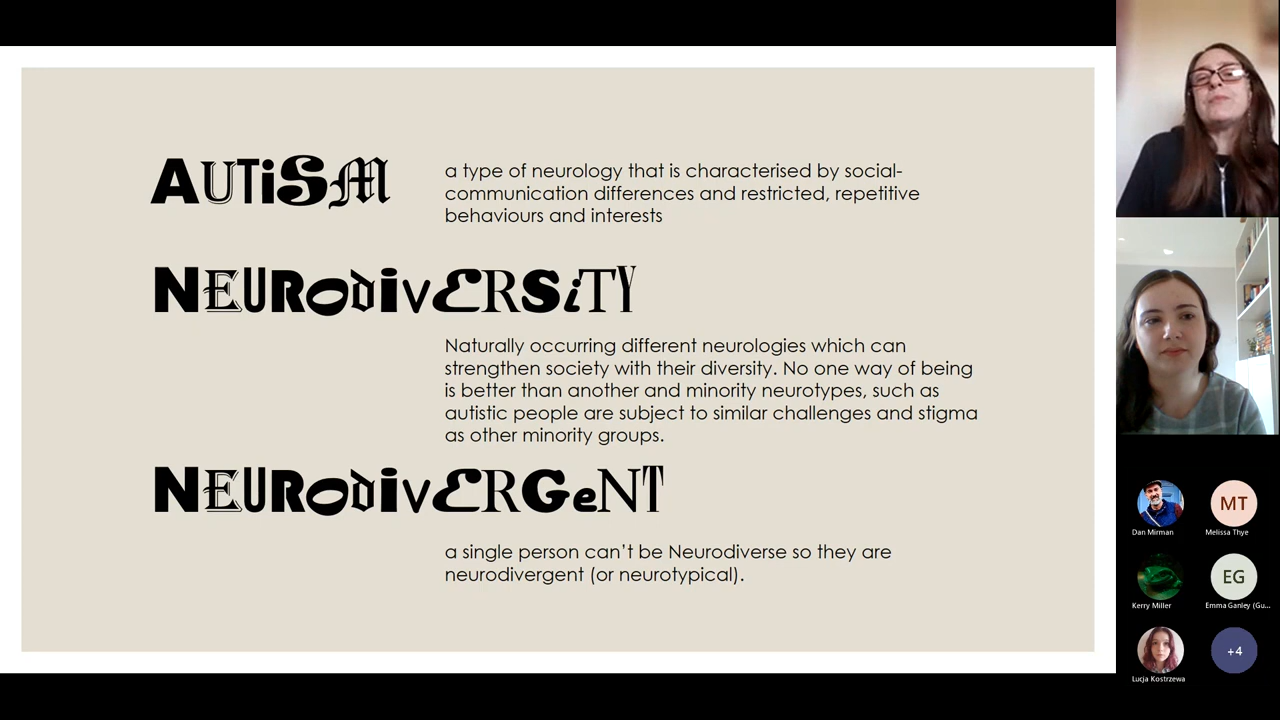 AUTiSM
a type of neurology that is characterised by social-
communication differences and restricted, repetitive
behaviours and interests
NEURodivERSiTY
Naturally occurring different neurologies which can
strengthen society with their diversity. No one way of being
is better than another and minority neurotypes, such as
autistic people are subject to similar challenges and stigma
as other minority groups.
NEURodivERGeNT
a single person can’t be Neurodiverse so they are
neurodivergent (or neurotypical).
MT
Dan Mirman
Melissa Thye
EG
Kerry Miller
Emma Ganley (Gu...
+4
Lucja Kostrzewa